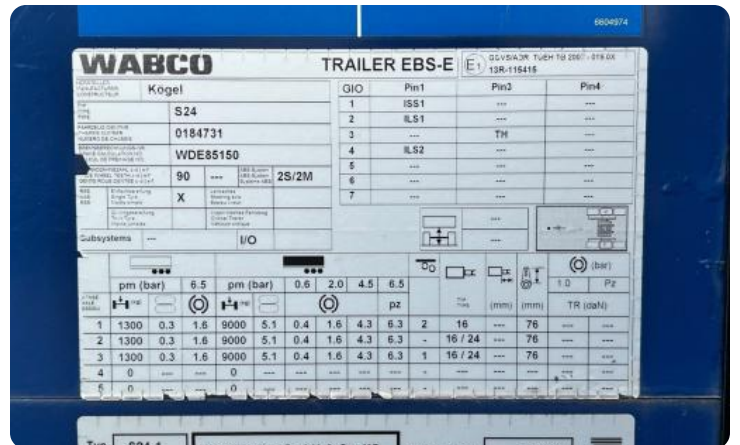 6804974
WABCO TRAILER EBS-E E1 GGVS/ADR TUEH TB 2007 - 019.0X
13R-115415
Kögel
S24
0184731
WDE85150
90 --- 2S/2M
X
Subsystems --- I/O
GIO Pin1 Pin3 Pin4
1 ISS1 --- ---
2 ILS1 --- ---
3 --- TM ---
4 ILS2 --- ---
5 --- --- ---
6 --- --- ---
7 --- --- ---
---
---
(bar)
pm (bar) 6.5 pm (bar) 0.6 2.0 4.5 6.5 1.0 Pz
pz (mm) (mm) TR (daN)
1 1300 0.3 1.6 9000 5.1 0.4 1.6 4.3 6.3 2 16 --- 76 --- ---
2 1300 0.3 1.6 9000 5.1 0.4 1.6 4.3 6.3 - 16 / 24 --- 76 --- ---
3 1300 0.3 1.6 9000 5.1 0.4 1.6 4.3 6.3 1 16 / 24 --- 76 --- ---
4 0 --- --- 0 --- --- --- --- --- - --- --- --- --- ---
5 0 --- --- 0 --- --- --- --- --- - --- --- --- --- ---